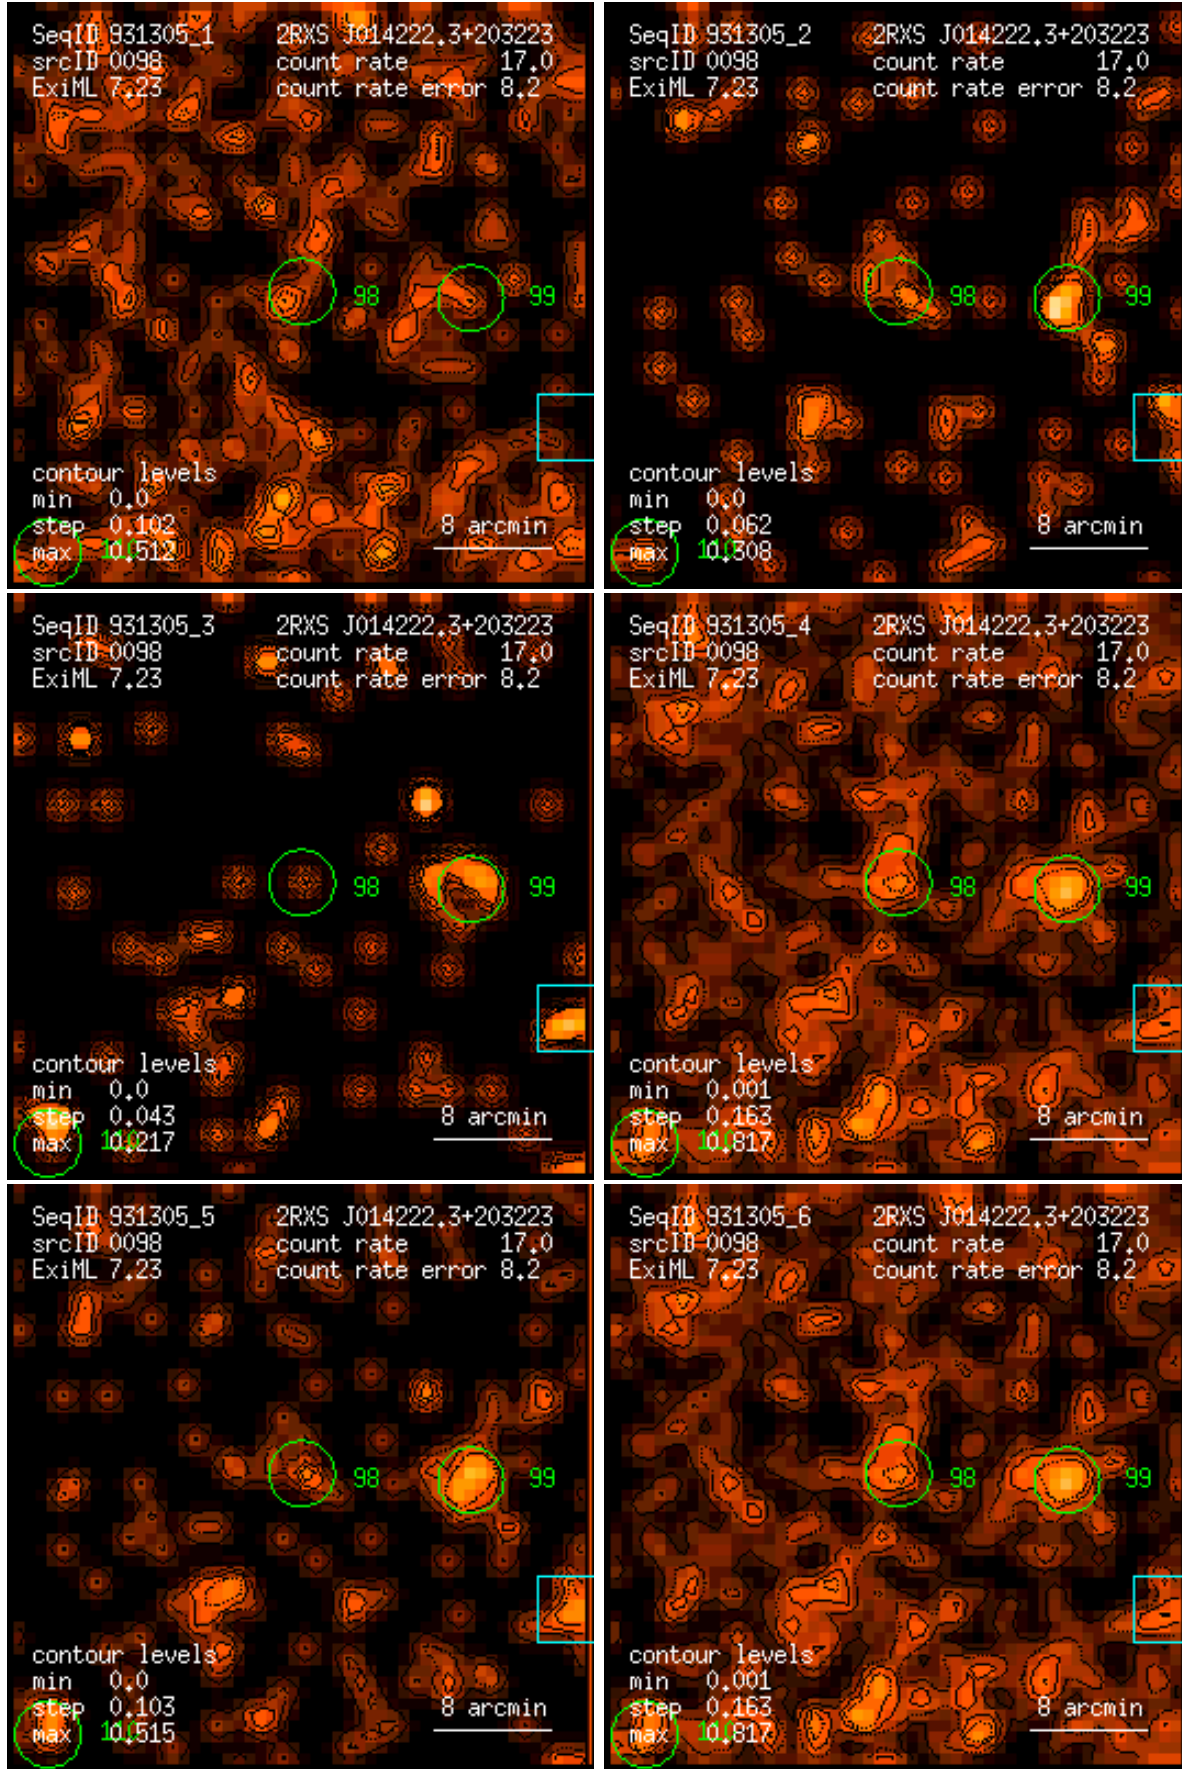 SeqID 931305_1 2RXS J014222.3+203223
srcID 0098 count rate 17.0
ExiML 7.23 count rate error 8.2
98
99
contour levels
min 0.0
step 0.102
max 0.512
8 arcmin
SeqID 931305_2 2RXS J014222.3+203223
srcID 0098 count rate 17.0
ExiML 7.23 count rate error 8.2
98
99
contour levels
min 0.0
step 0.062
max 0.308
8 arcmin
SeqID 931305_3 2RXS J014222.3+203223
srcID 0098 count rate 17.0
ExiML 7.23 count rate error 8.2
98
99
contour levels
min 0.0
step 0.043
max 0.217
8 arcmin
SeqID 931305_4 2RXS J014222.3+203223
srcID 0098 count rate 17.0
ExiML 7.23 count rate error 8.2
98
99
contour levels
min 0.001
step 0.163
max 0.817
8 arcmin
SeqID 931305_5 2RXS J014222.3+203223
srcID 0098 count rate 17.0
ExiML 7.23 count rate error 8.2
98
99
contour levels
min 0.0
step 0.103
max 0.515
8 arcmin
SeqID 931305_6 2RXS J014222.3+203223
srcID 0098 count rate 17.0
ExiML 7.23 count rate error 8.2
98
99
contour levels
min 0.001
step 0.163
max 0.817
8 arcmin